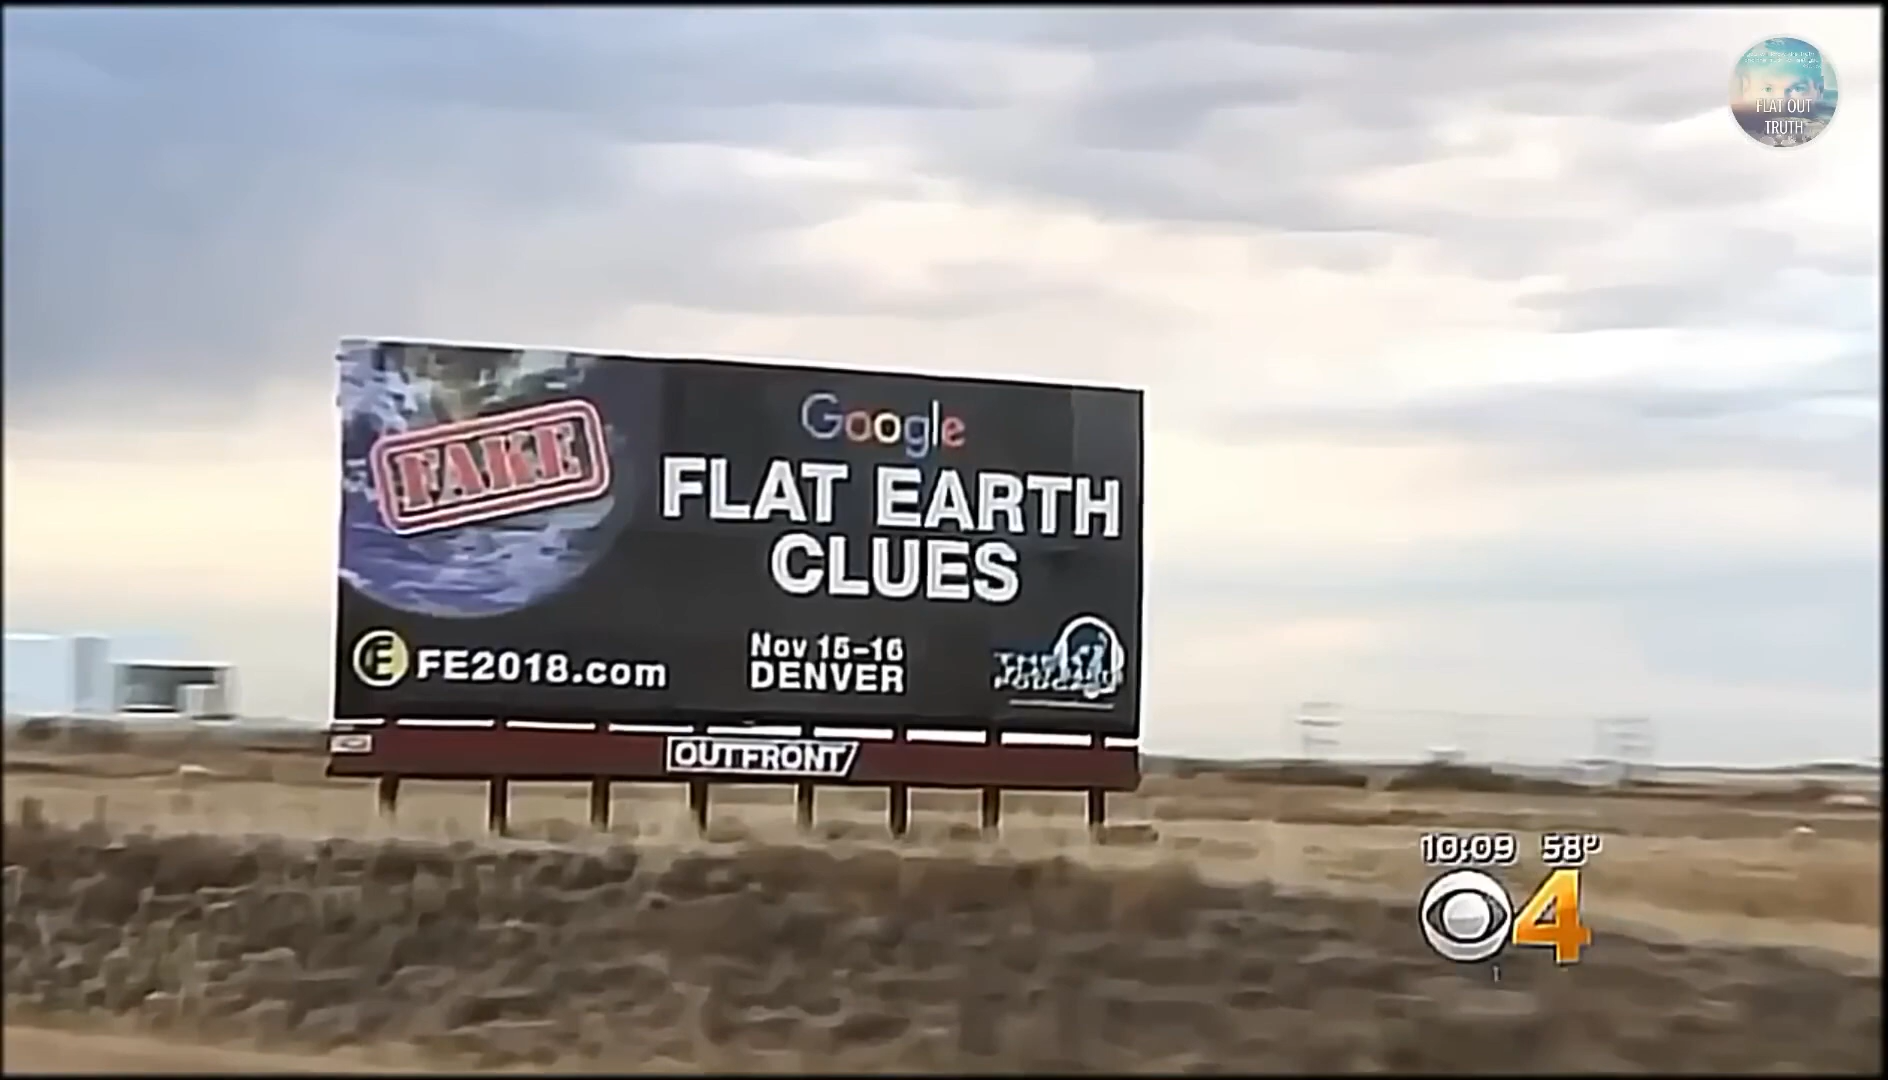 FLAT OUT
TRUTH
FAKE
Google
FLAT EARTH
CLUES
FE2018.com
Nov 15-16
DENVER
PODCAST
OUTFRONT
10:09 58°
4